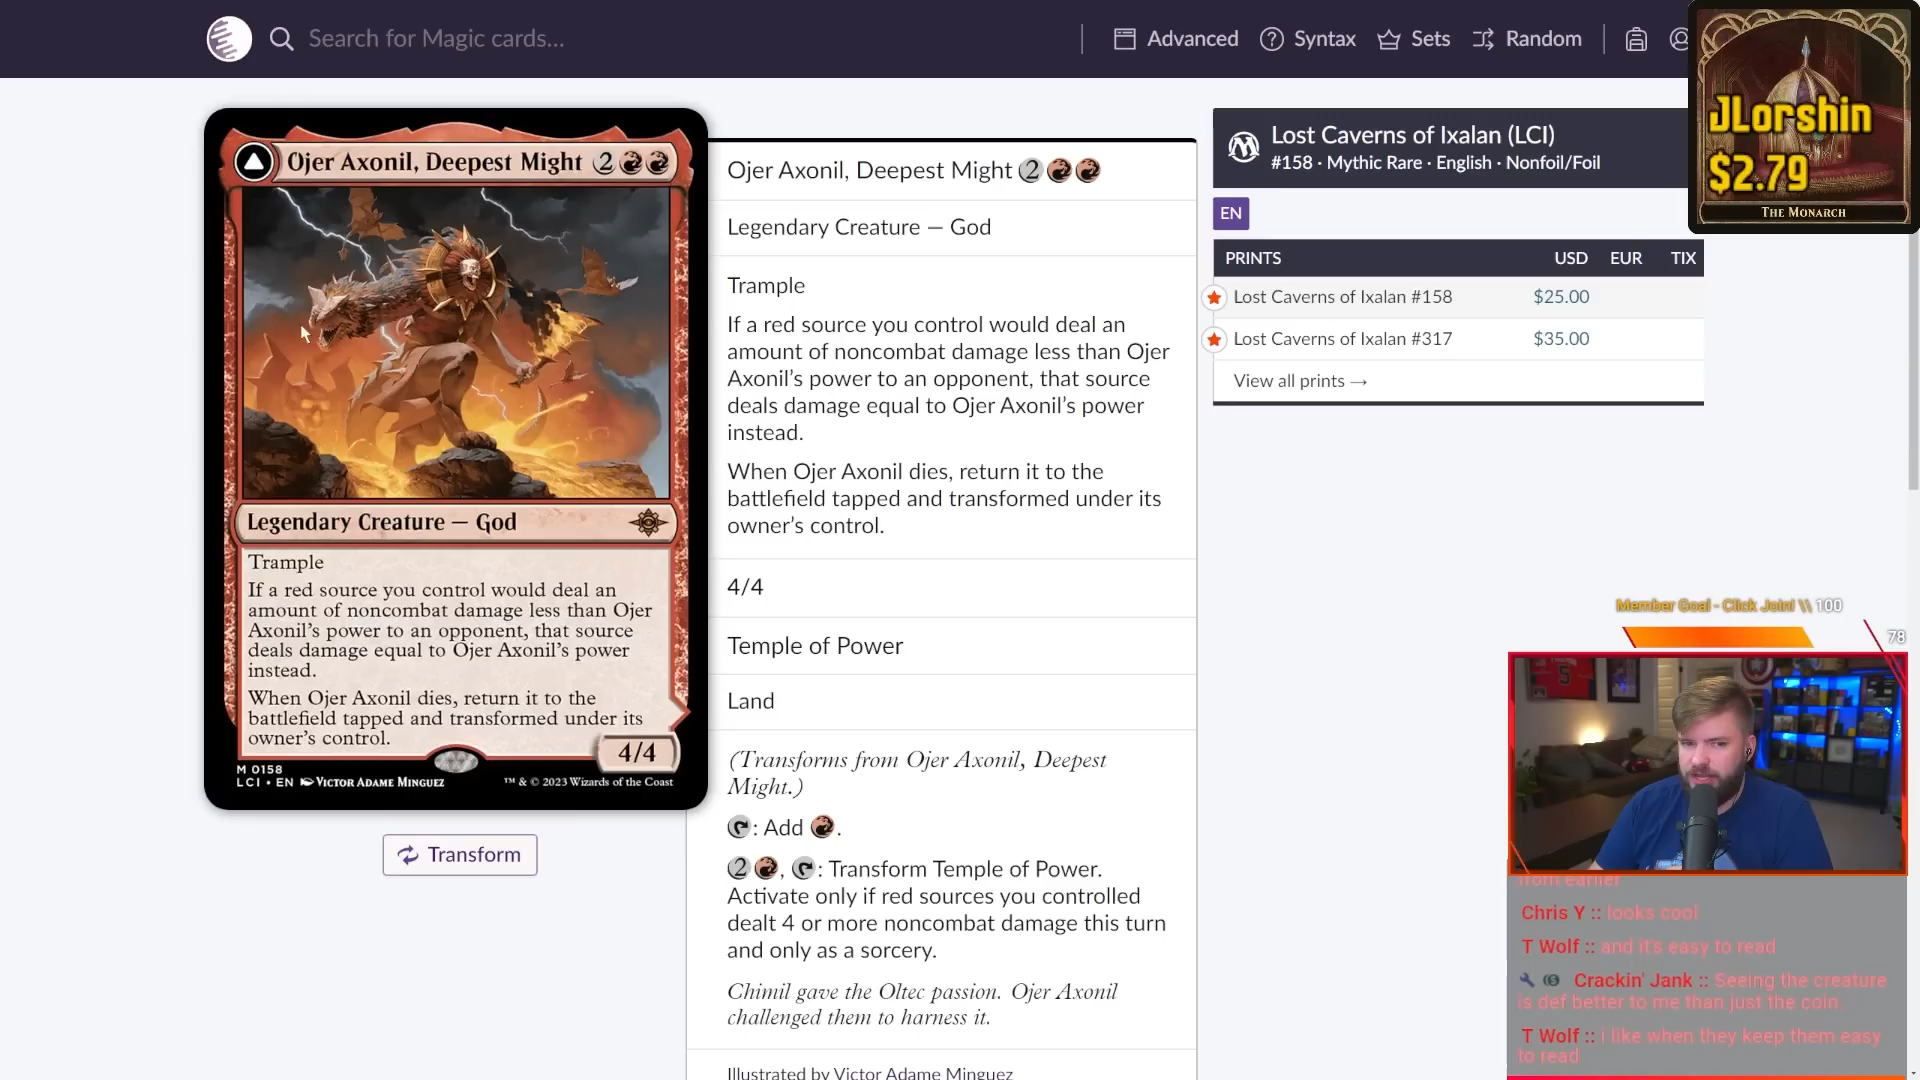 Search for Magic cards...
Advanced
Syntax
Sets
Random
JLorshin
$2.79
THE MONARCH
Ojer Axonil, Deepest Might 2
Legendary Creature — God
Trample
If a red source you control would deal an
amount of noncombat damage less than Ojer
Axonil's power to an opponent, that source
deals damage equal to Ojer Axonil's power
instead.
When Ojer Axonil dies, return it to the
battlefield tapped and transformed under its
owner's control.
4/4
M 0158
LCI • EN VICTOR ADAME MINGUEZ
™ & © 2023 Wizards of the Coast
Transform
Ojer Axonil, Deepest Might 2
Legendary Creature — God
Trample
If a red source you control would deal an
amount of noncombat damage less than Ojer
Axonil's power to an opponent, that source
deals damage equal to Ojer Axonil's power
instead.
When Ojer Axonil dies, return it to the
battlefield tapped and transformed under its
owner's control.
4/4
Temple of Power
Land
(Transforms from Ojer Axonil, Deepest
Might.)
: Add .
2 , : Transform Temple of Power.
Activate only if red sources you controlled
dealt 4 or more noncombat damage this turn
and only as a sorcery.
Chimil gave the Oltec passion. Ojer Axonil
challenged them to harness it.
Illustrated by Victor Adame Minguez
Lost Caverns of Ixalan (LCI)
#158 · Mythic Rare · English · Nonfoil/Foil
EN
PRINTS USD EUR TIX
Lost Caverns of Ixalan #158 $25.00
Lost Caverns of Ixalan #317 $35.00
View all prints →
Member Goal - Click Join! \\ 100
78
from earlier
Chris Y :: looks cool
T Wolf :: and it's easy to read
Crackin' Jank :: Seeing the creature
is def better to me than just the coin.
T Wolf :: i like when they keep them easy
to read